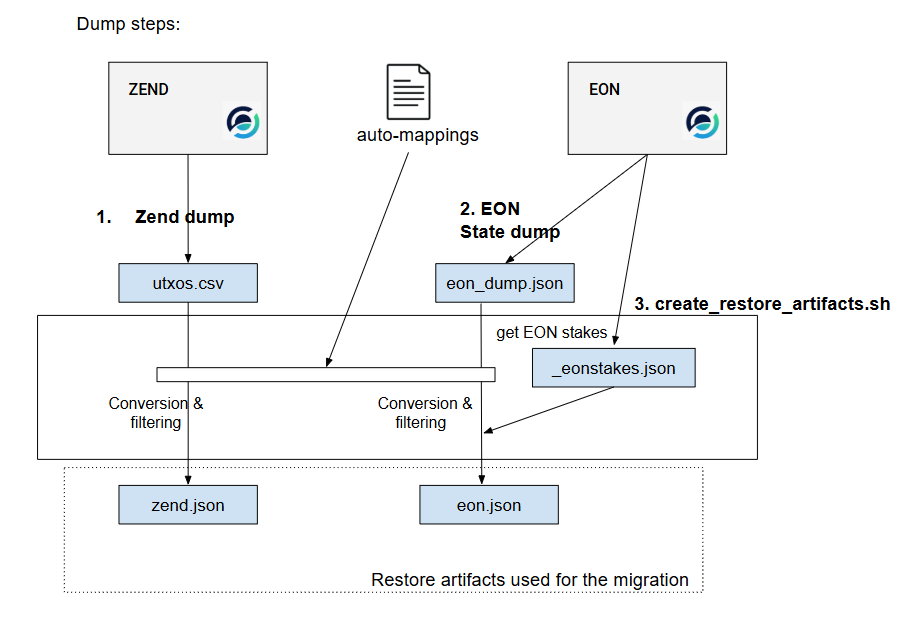 Dump steps:
ZEND
EON
auto-mappings
1. Zend dump
2. EON
State dump
utxos.csv
eon_dump.json
3. create_restore_artifacts.sh
get EON stakes
_eonstakes.json
Conversion &
filtering
Conversion &
filtering
zend.json
eon.json
Restore artifacts used for the migration